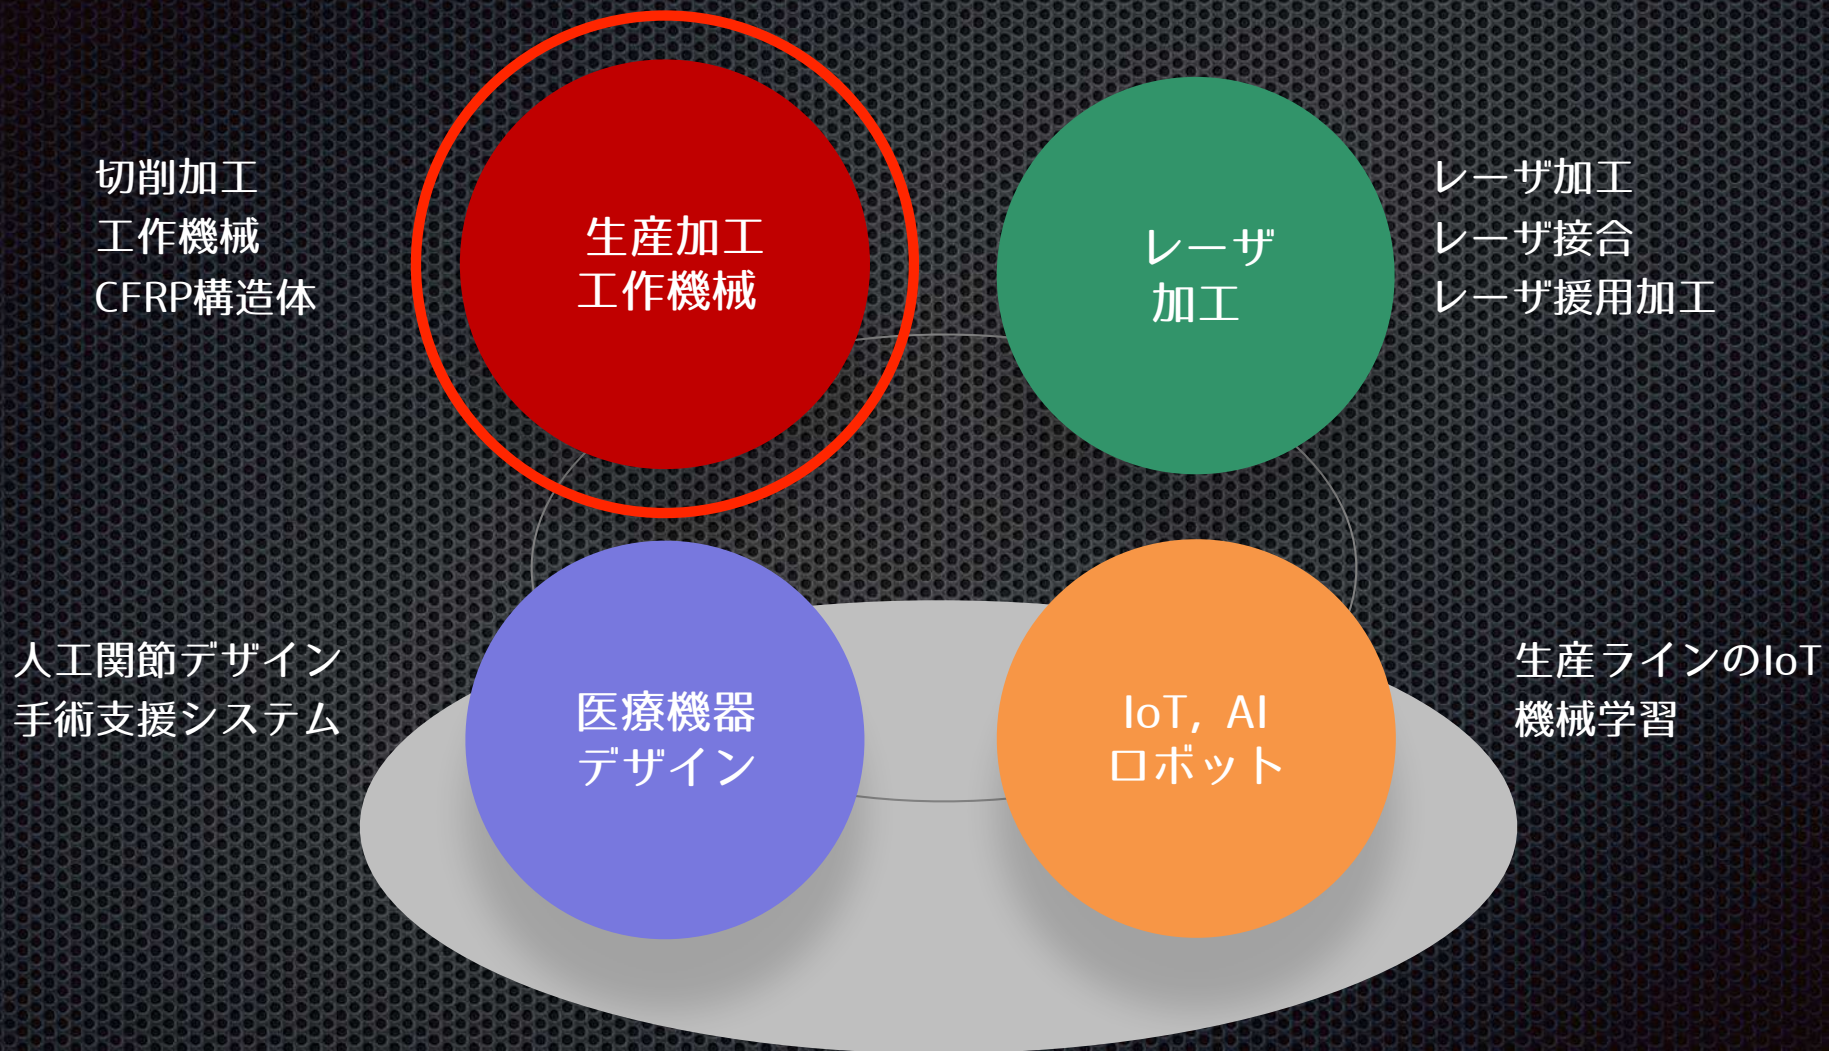 切削加工
工作機械
CFRP構造体
生産加工
工作機械
レーザ
加工
レーザ加工
レーザ接合
レーザ援用加工
人工関節デザイン
手術支援システム
医療機器
デザイン
IoT, AI
ロボット
生産ラインのIoT
機械学習